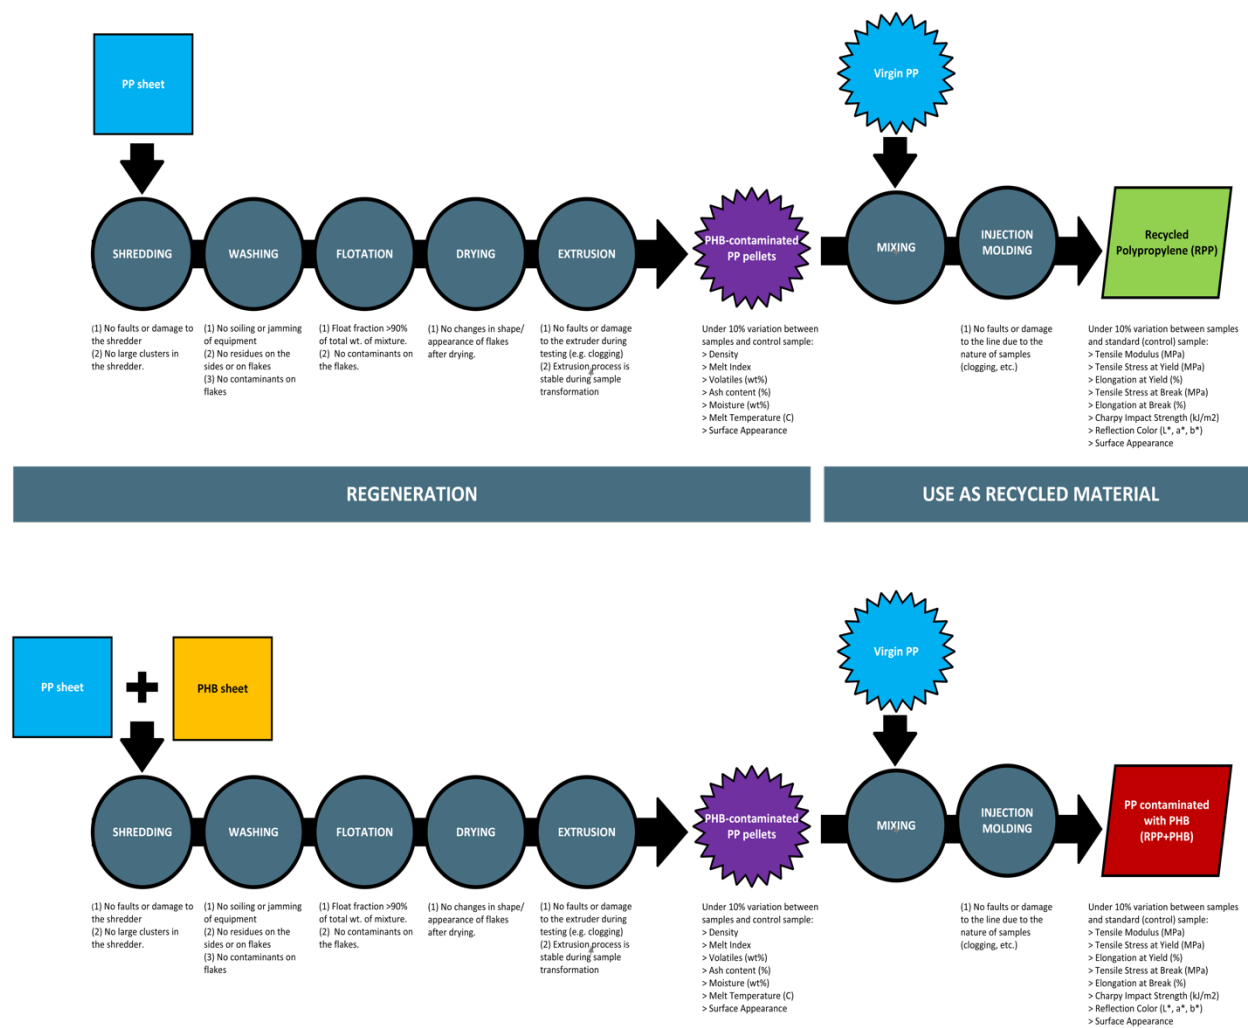 PP sheet
Virgin PP
SHREDDING
WASHING
FLOTATION
DRYING
EXTRUSION
PHB-contaminated
PP pellets
MIXING
INJECTION
MOLDING
Recycled
Polypropylene (RPP)
(1) No faults or damage to
the shredder
(2) No large clusters in
the shredder.
(1) No soiling or jamming
of equipment
(2) No residues on the
sides or on flakes
(3) No contaminants on
flakes
(1) Float fraction >90%
of total wt. of mixture.
(2) No contaminants on
the flakes.
(1) No changes in shape/
appearance of flakes
after drying.
(1) No faults or damage
to the extruder during
testing (e.g. clogging)
(2) Extrusion process is
stable during sample
transformation
Under 10% variation between
samples and control sample:
> Density
> Melt Index
> Volatiles (wt%)
> Ash content (%)
> Moisture (wt%)
> Melt Temperature (C)
> Surface Appearance
(1) No faults or damage
to the line due to the
nature of samples
(clogging, etc.)
Under 10% variation between samples
and standard (control) sample:
> Tensile Modulus (MPa)
> Tensile Stress at Yield (MPa)
> Elongation at Yield (%)
> Tensile Stress at Break (MPa)
> Elongation at Break (%)
> Charpy Impact Strength (kJ/m2)
> Reflection Color (L*, a*, b*)
> Surface Appearance
REGENERATION
USE AS RECYCLED MATERIAL
PP sheet
PHB sheet
Virgin PP
SHREDDING
WASHING
FLOTATION
DRYING
EXTRUSION
PHB-contaminated
PP pellets
MIXING
INJECTION
MOLDING
PP contaminated
with PHB
(RPP+PHB)
(1) No faults or damage to
the shredder
(2) No large clusters in
the shredder.
(1) No soiling or jamming
of equipment
(2) No residues on the
sides or on flakes
(3) No contaminants on
flakes
(1) Float fraction >90%
of total wt. of mixture.
(2) No contaminants on
the flakes.
(1) No changes in shape/
appearance of flakes
after drying.
(1) No faults or damage
to the extruder during
testing (e.g. clogging)
(2) Extrusion process is
stable during sample
transformation
Under 10% variation between
samples and control sample:
> Density
> Melt Index
> Volatiles (wt%)
> Ash content (%)
> Moisture (wt%)
> Melt Temperature (C)
> Surface Appearance
(1) No faults or damage
to the line due to the
nature of samples
(clogging, etc.)
Under 10% variation between samples
and standard (control) sample:
> Tensile Modulus (MPa)
> Tensile Stress at Yield (MPa)
> Elongation at Yield (%)
> Tensile Stress at Break (MPa)
> Elongation at Break (%)
> Charpy Impact Strength (kJ/m2)
> Reflection Color (L*, a*, b*)
> Surface Appearance